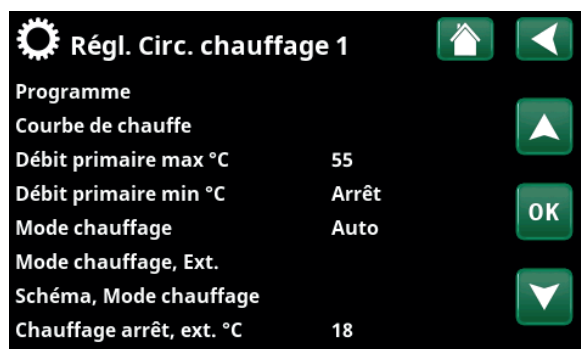 Régl. Circ. chauffage 1
Programme
Courbe de chauffe
Débit primaire max °C 55
Débit primaire min °C Arrêt
Mode chauffage Auto
OK
Mode chauffage, Ext.
Schéma, Mode chauffage
Chauffage arrêt, ext. °C 18